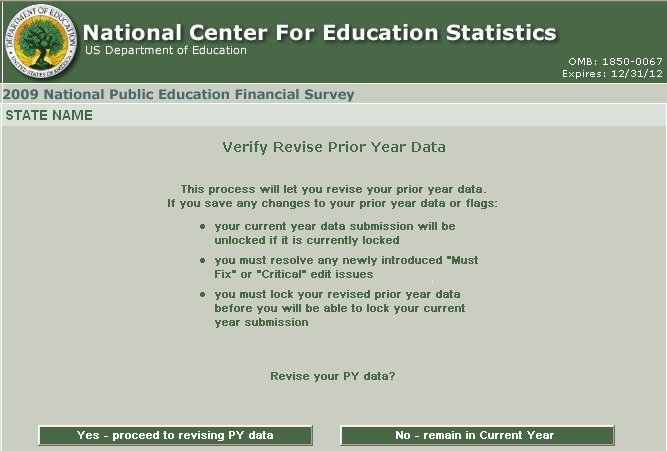 DEPARTMENT OF EDUCATION
UNITED STATES OF AMERICA
National Center For Education Statistics
US Department of Education
OMB: 1850-0067
Expires: 12/31/12
2009 National Public Education Financial Survey
STATE NAME
Verify Revise Prior Year Data
This process will let you revise your prior year data.
If you save any changes to your prior year data or flags:
• your current year data submission will be
unlocked if it is currently locked
• you must resolve any newly introduced "Must
Fix" or "Critical" edit issues
• you must lock your revised prior year data
before you will be able to lock your current
year submission
Revise your PY data?
Yes - proceed to revising PY data
No - remain in Current Year